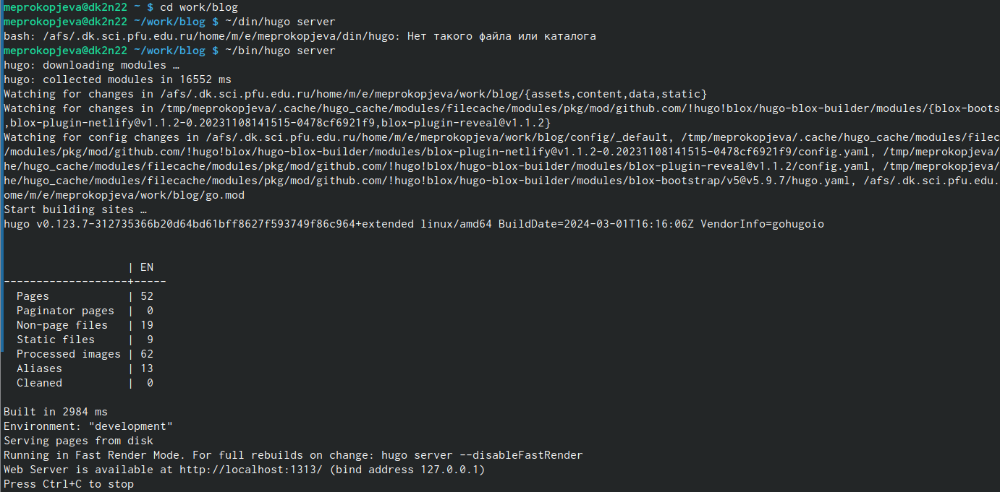 meprokopjeva@dk2n22 ~ $ cd work/blog
meprokopjeva@dk2n22 ~/work/blog $ ~/din/hugo server
bash: /afs/.dk.sci.pfu.edu.ru/home/m/e/meprokopjeva/din/hugo: Нет такого файла или каталога
meprokopjeva@dk2n22 ~/work/blog $ ~/bin/hugo server
hugo: downloading modules …
hugo: collected modules in 16552 ms
Watching for changes in /afs/.dk.sci.pfu.edu.ru/home/m/e/meprokopjeva/work/blog/{assets,content,data,static}
Watching for changes in /tmp/meprokopjeva/.cache/hugo_cache/modules/filecache/modules/pkg/mod/github.com/!hugo!blox/hugo-blox-builder/modules/{blox-boots
,blox-plugin-netlify@v1.1.2-0.20231108141515-0478cf6921f9,blox-plugin-reveal@v1.1.2}
Watching for config changes in /afs/.dk.sci.pfu.edu.ru/home/m/e/meprokopjeva/work/blog/config/_default, /tmp/meprokopjeva/.cache/hugo_cache/modules/filec
/modules/pkg/mod/github.com/!hugo!blox/hugo-blox-builder/modules/blox-plugin-netlify@v1.1.2-0.20231108141515-0478cf6921f9/config.yaml, /tmp/meprokopjeva/
he/hugo_cache/modules/filecache/modules/pkg/mod/github.com/!hugo!blox/hugo-blox-builder/modules/blox-plugin-reveal@v1.1.2/config.yaml, /tmp/meprokopjeva/
he/hugo_cache/modules/filecache/modules/pkg/mod/github.com/!hugo!blox/hugo-blox-builder/modules/blox-bootstrap/v5@v5.9.7/hugo.yaml, /afs/.dk.sci.pfu.edu.
ome/m/e/meprokopjeva/work/blog/go.mod
Start building sites …
hugo v0.123.7-312735366b20d64bd61bff8627f593749f86c964+extended linux/amd64 BuildDate=2024-03-01T16:16:06Z VendorInfo=gohugoio
                   | EN
-------------------+-----
  Pages            | 52
  Paginator pages  |  0
  Non-page files   | 19
  Static files     |  9
  Processed images | 62
  Aliases          | 13
  Cleaned          |  0
Built in 2984 ms
Environment: "development"
Serving pages from disk
Running in Fast Render Mode. For full rebuilds on change: hugo server --disableFastRender
Web Server is available at http://localhost:1313/ (bind address 127.0.0.1)
Press Ctrl+C to stop